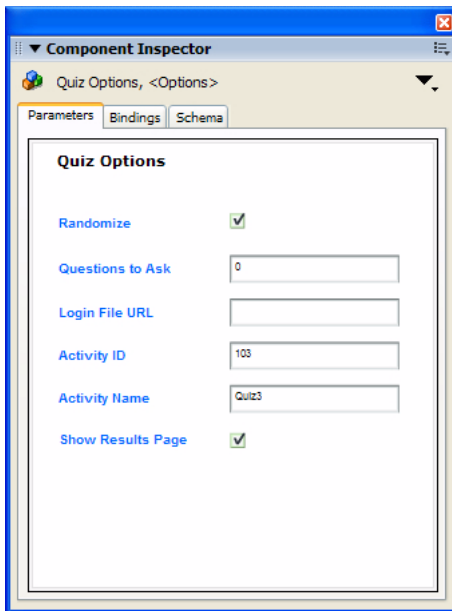 Component Inspector
Quiz Options, <Options>
Parameters Bindings Schema
Quiz Options
Randomize
Questions to Ask 0
Login File URL
Activity ID 103
Activity Name Quiz3
Show Results Page